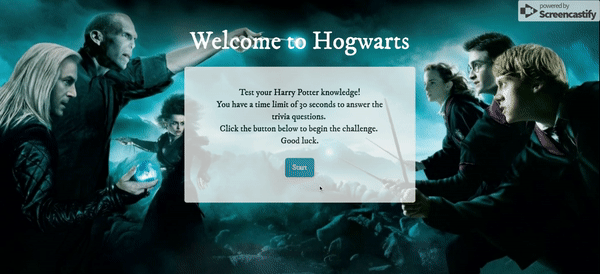 powered by
Screencastify
Welcome to Hogwarts
Test your Harry Potter knowledge!
You have a time limit of 30 seconds to answer the
trivia questions.
Click the button below to begin the challenge.
Good luck.
Start